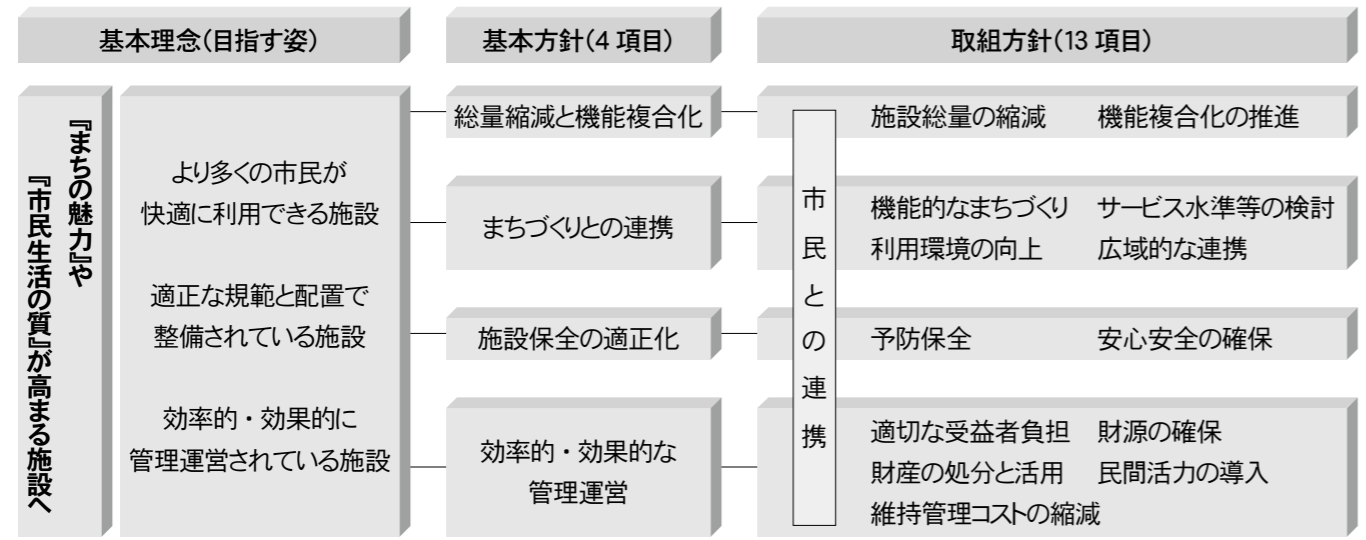 基本理念(目指す姿)
基本方針(4項目)
取組方針(13項目)
『まちの魅力』や
『市民生活の質』が高まる施設へ
より多くの市民が
快適に利用できる施設
適正な規範と配置で
整備されている施設
効率的・効果的に
管理運営されている施設
総量縮減と機能複合化
まちづくりとの連携
施設保全の適正化
効率的・効果的な
管理運営
市民との連携
施設総量の縮減 機能複合化の推進
機能的なまちづくり サービス水準等の検討
利用環境の向上 広域的な連携
予防保全 安心安全の確保
適切な受益者負担 財源の確保
財産の処分と活用 民間活力の導入
維持管理コストの縮減